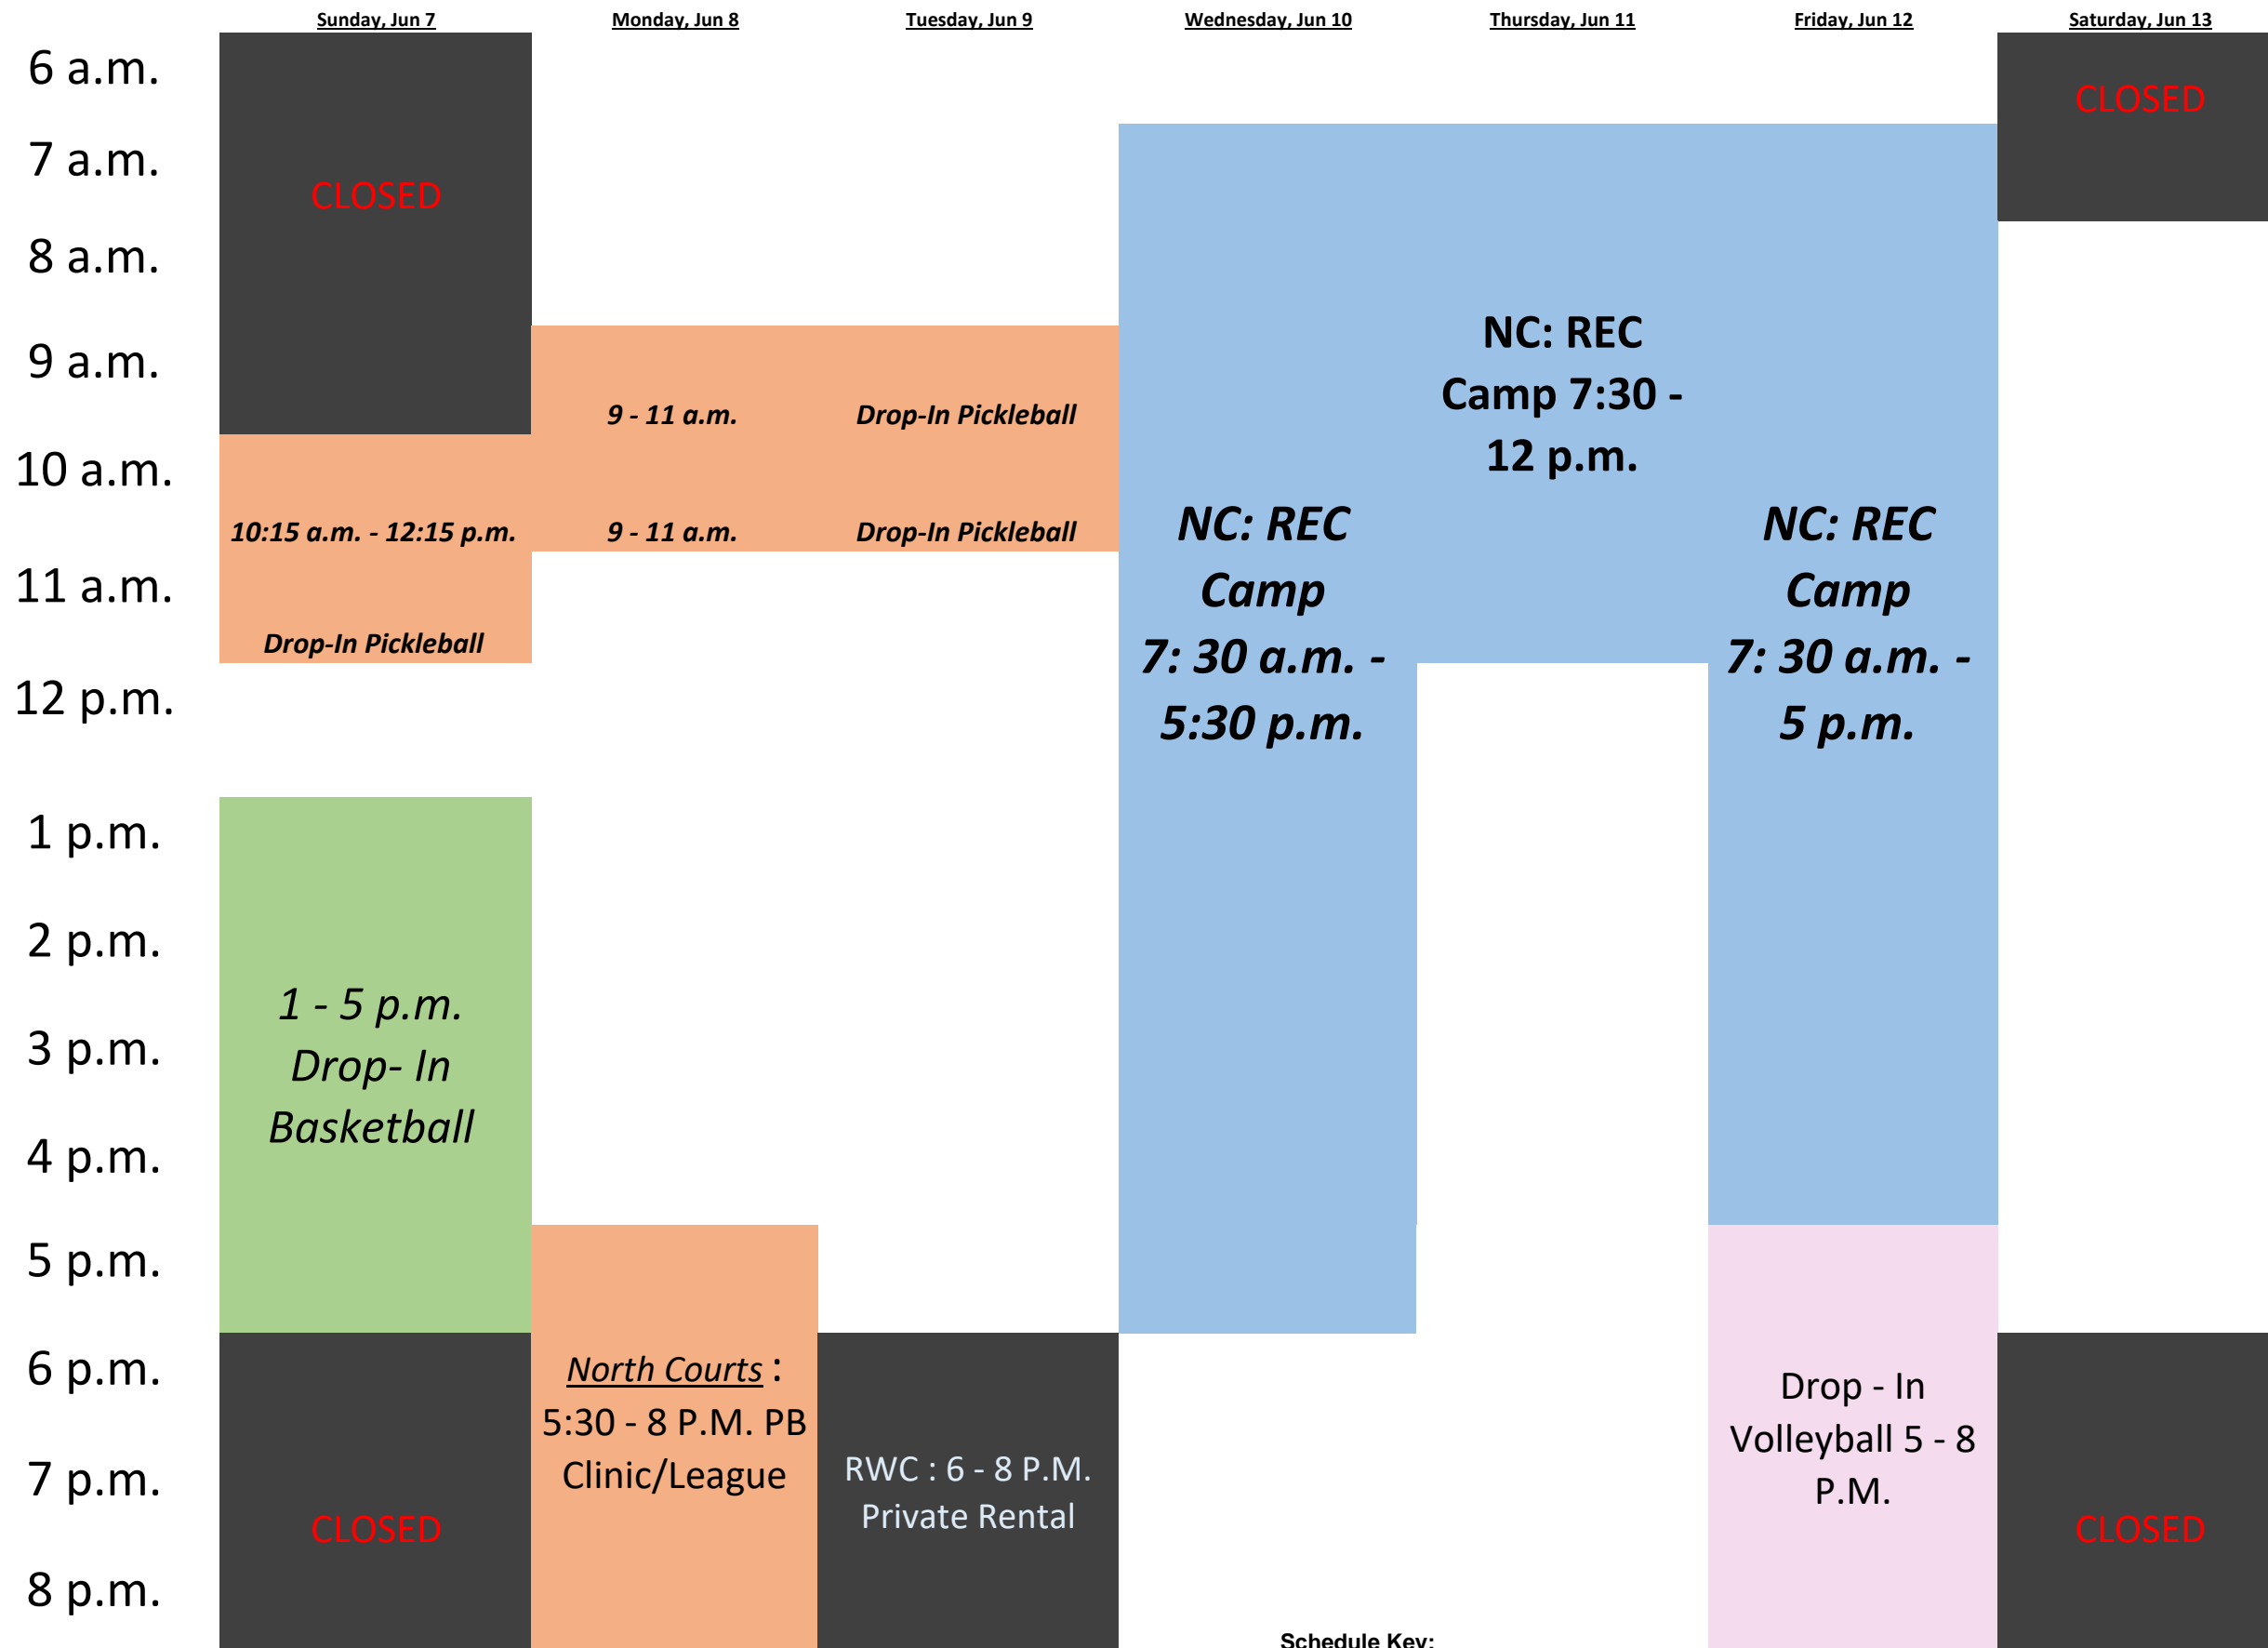 Sunday, Jun 7
Monday, Jun 8
Tuesday, Jun 9
Wednesday, Jun 10
Thursday, Jun 11
Friday, Jun 12
Saturday, Jun 13
6 a.m.
7 a.m.
8 a.m.
9 a.m.
10 a.m.
11 a.m.
12 p.m.
1 p.m.
2 p.m.
3 p.m.
4 p.m.
5 p.m.
6 p.m.
7 p.m.
8 p.m.
CLOSED
10:15 a.m. - 12:15 p.m.
Drop-In Pickleball
1 - 5 p.m.
Drop- In
Basketball
CLOSED
9 - 11 a.m.
9 - 11 a.m.
North Courts :
5:30 - 8 P.M. PB
Clinic/League
Drop-In Pickleball
Drop-In Pickleball
RWC : 6 - 8 P.M.
Private Rental
NC: REC
Camp
7: 30 a.m. -
5:30 p.m.
NC: REC
Camp 7:30 -
12 p.m.
NC: REC
Camp
7: 30 a.m. -
5 p.m.
Drop - In
Volleyball 5 - 8
P.M.
CLOSED
CLOSED
Schedule Key: